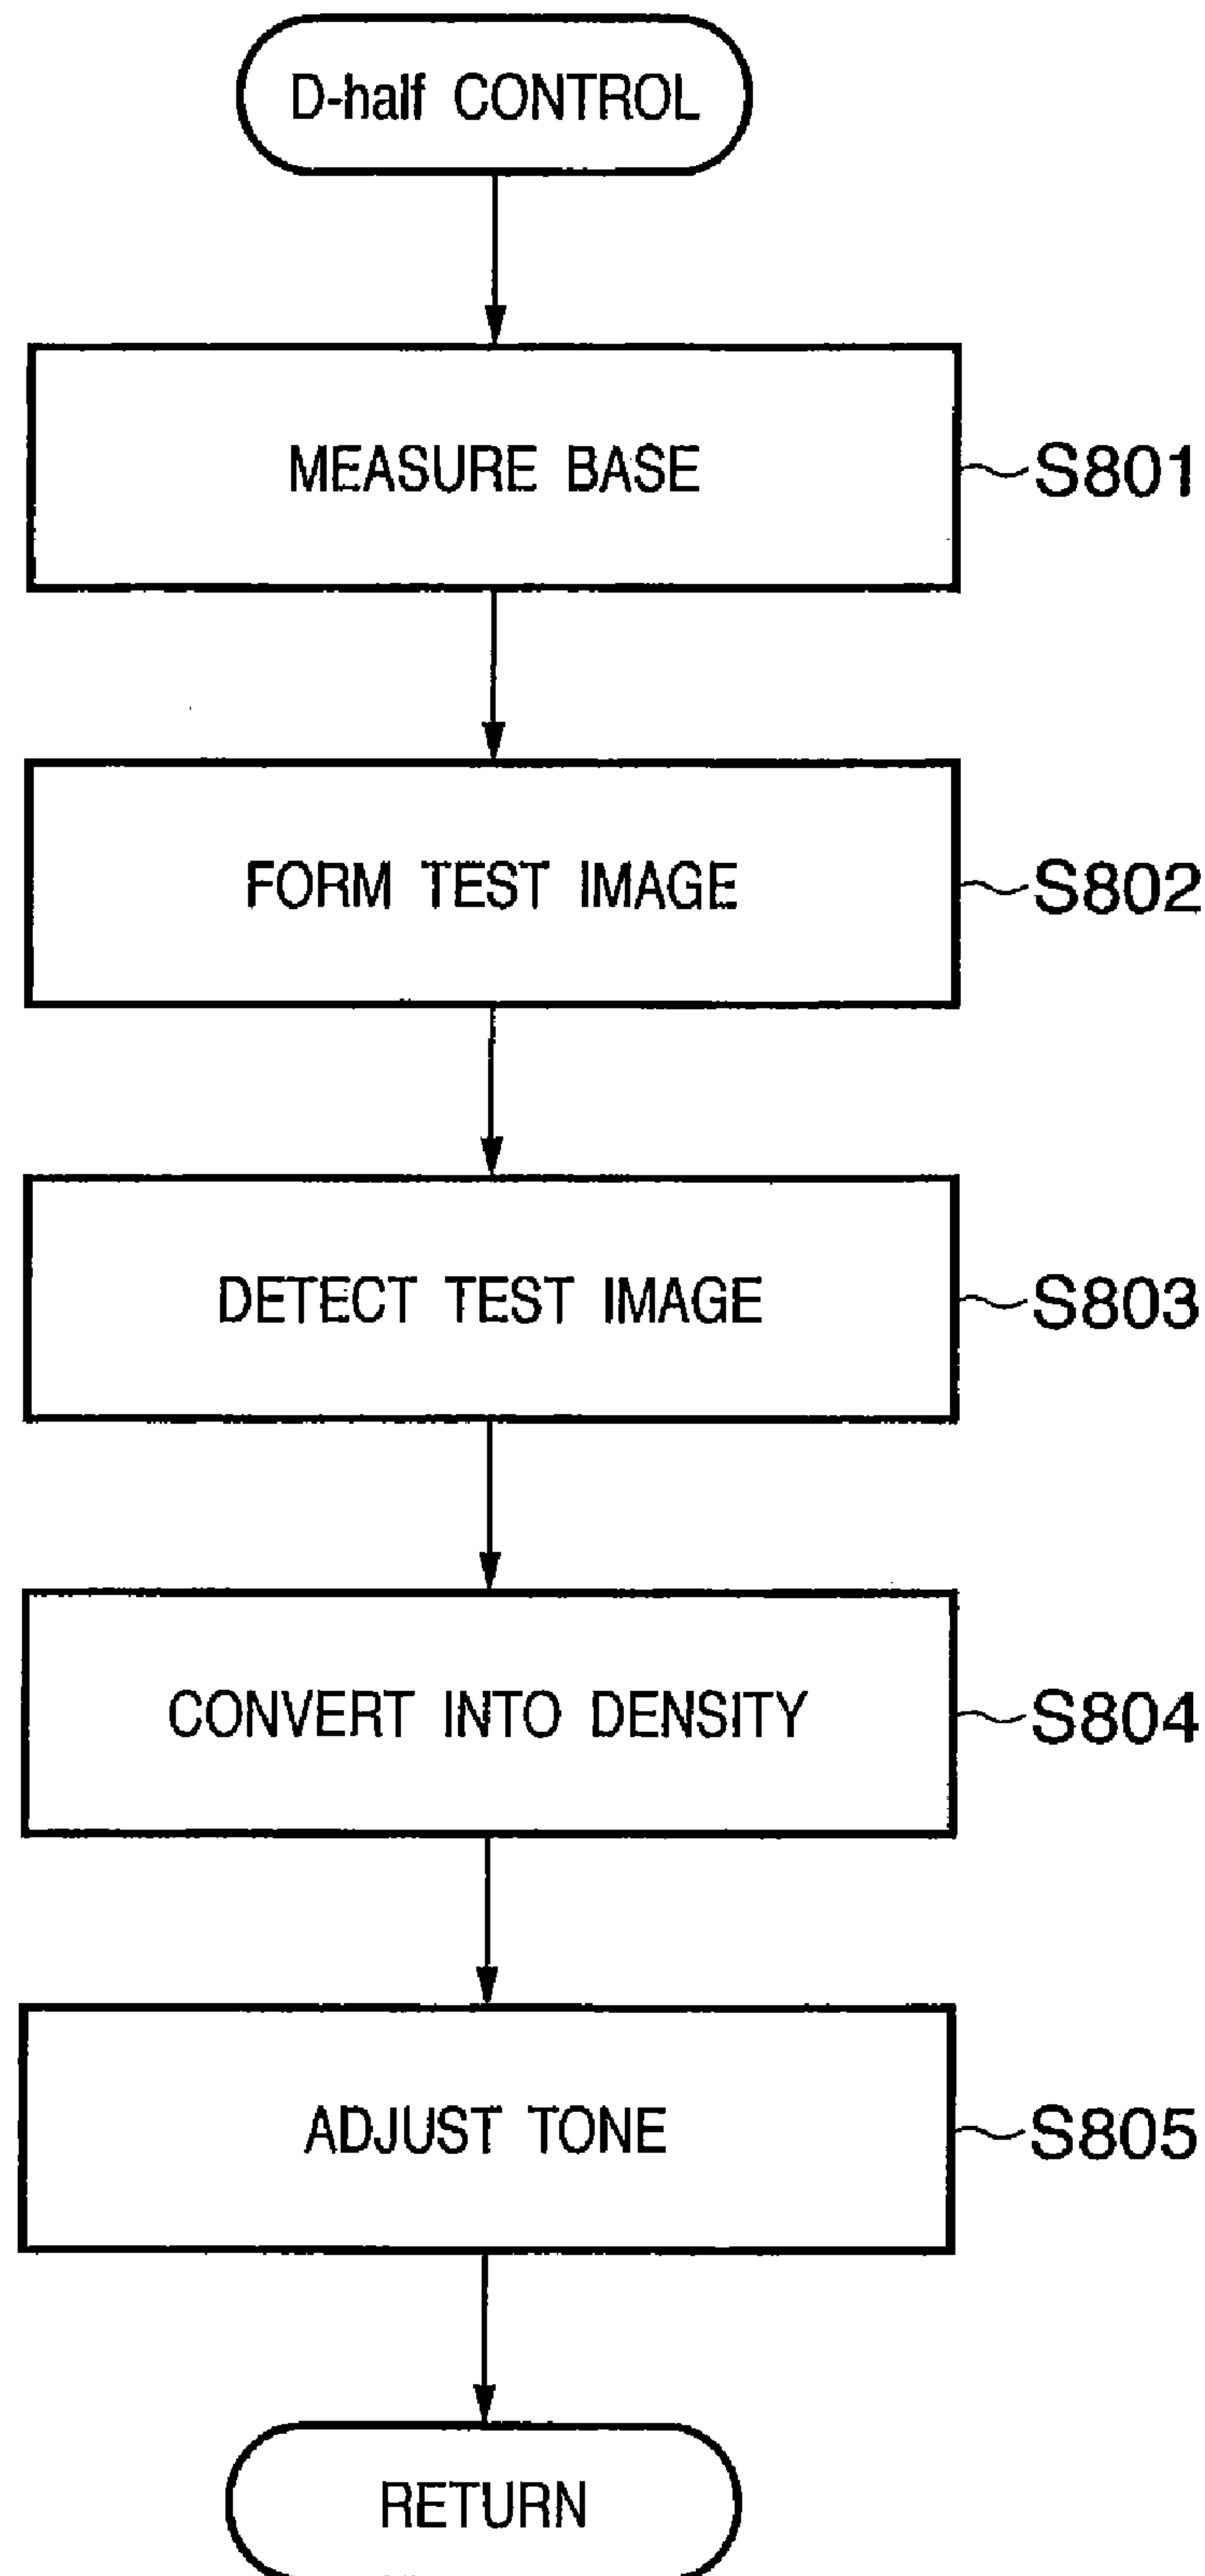 D-half CONTROL
MEASURE BASE
S801
FORM TEST IMAGE
S802
DETECT TEST IMAGE
S803
CONVERT INTO DENSITY
S804
ADJUST TONE
S805
RETURN